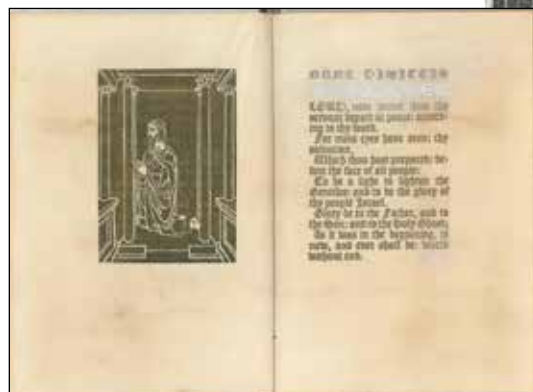 NUNC DIMITTIS
LORD, now lettest thou thy
servant depart in peace: accord-
ing to thy word.
For mine eyes have seen: thy
salvation,
Which thou hast prepared: be-
fore the face of all people;
To be a light to lighten the
Gentiles: and to be the glory of
thy people Israel.
Glory be to the Father, and to
the Son: and to the Holy Ghost;
As it was in the beginning, is
now, and ever shall be: world
without end.